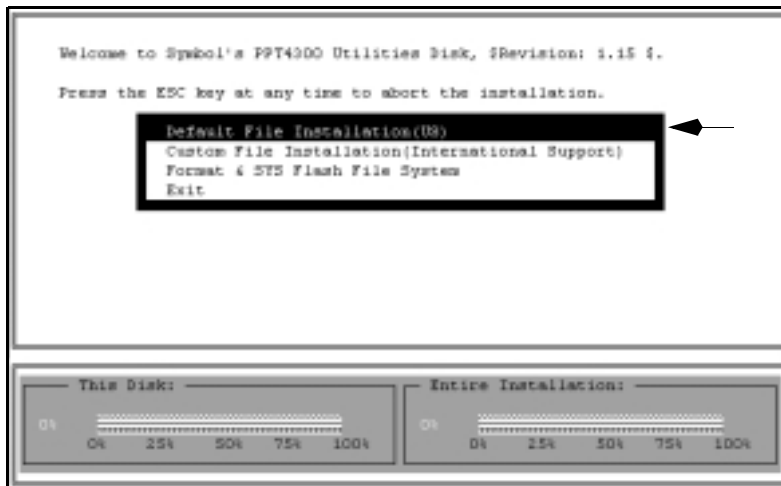 Welcome to Symbol's PPT4300 Utilities Disk, $Revision: 1.15 $.
Press the ESC key at any time to abort the installation.
Default File Installation(US)
Custom File Installation(International Support)
Format & SYS Flash File System
Exit
This Disk:
Entire Installation:
0%
0%
0% 25% 50% 75% 100%
0% 25% 50% 75% 100%